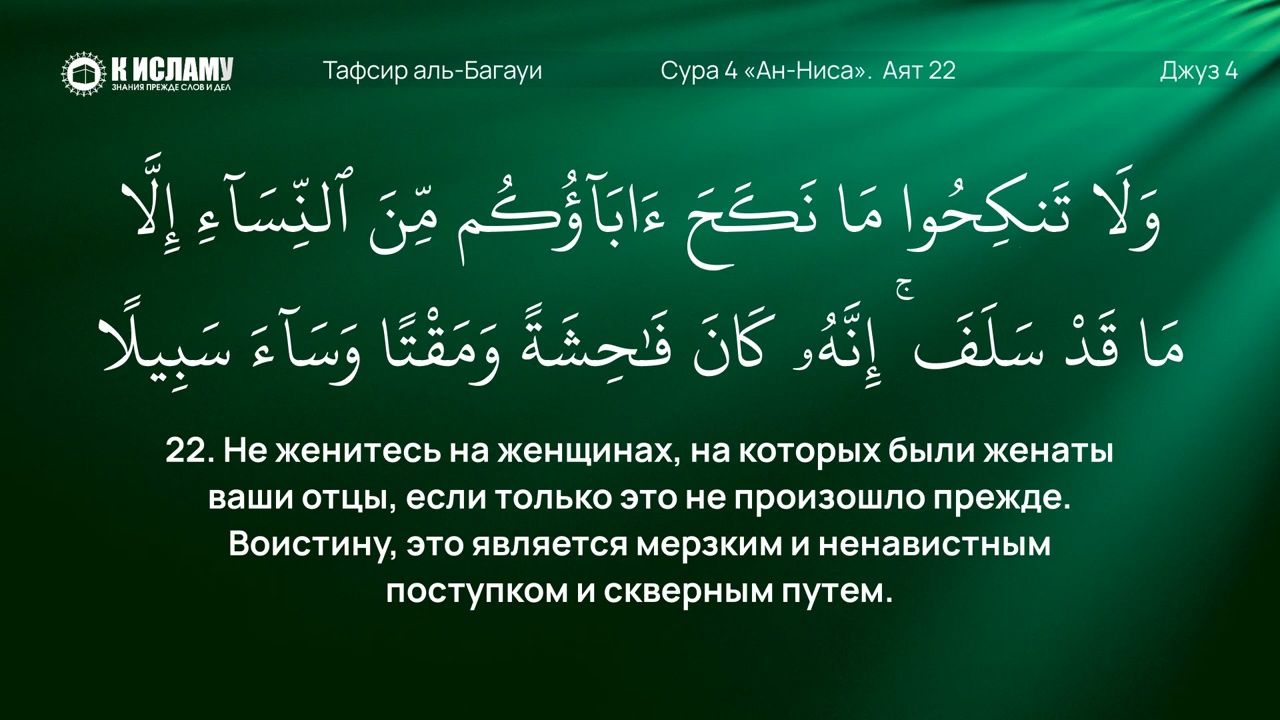 К ИСЛАМУ
ЗНАНИЯ ПРЕЖДЕ СЛОВ И ДЕЛ
Тафсир аль-Багауи
Сура 4 «Ан-Ниса». Аят 22
Джуз 4
وَلَا تَنكِحُوا مَا نَكَحَ ءَابَآؤُكُم مِّنَ ٱلنِّسَآءِ إِلَّا
مَا قَدْ سَلَفَ ۚ إِنَّهُۥ كَانَ فَـٰحِشَةً وَمَقْتًا وَسَآءَ سَبِيلًا
22. Не женитесь на женщинах, на которых были женаты
ваши отцы, если только это не произошло прежде.
Воистину, это является мерзким и ненавистным
поступком и скверным путем.